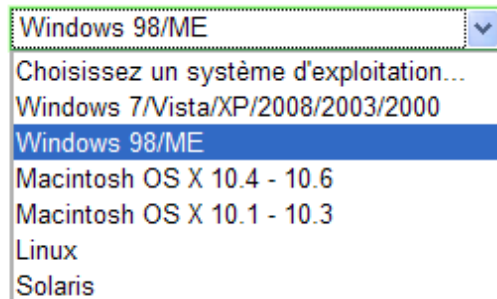 Windows 98/ME
Choisissez un système d'exploitation...
Windows 7/Vista/XP/2008/2003/2000
Windows 98/ME
Macintosh OS X 10.4 - 10.6
Macintosh OS X 10.1 - 10.3
Linux
Solaris